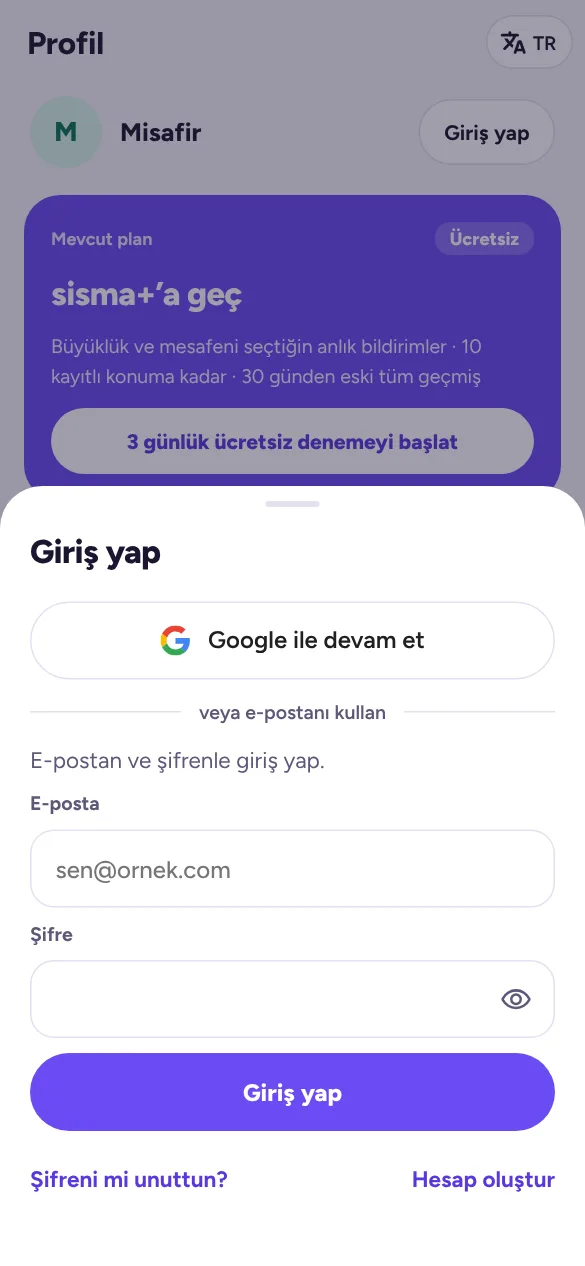 Profil
TR
M
Misafir
Giriş yap
Mevcut plan
Ücretsiz
sisma+’a geç
Büyüklük ve mesafeni seçtiğin anlık bildirimler · 10
kayıtlı konuma kadar · 30 günden eski tüm geçmiş
3 günlük ücretsiz denemeyi başlat
Giriş yap
Google ile devam et
veya e-postanı kullan
E-postan ve şifrenle giriş yap.
E-posta
sen@ornek.com
Şifre
Giriş yap
Şifreni mi unuttun?
Hesap oluştur